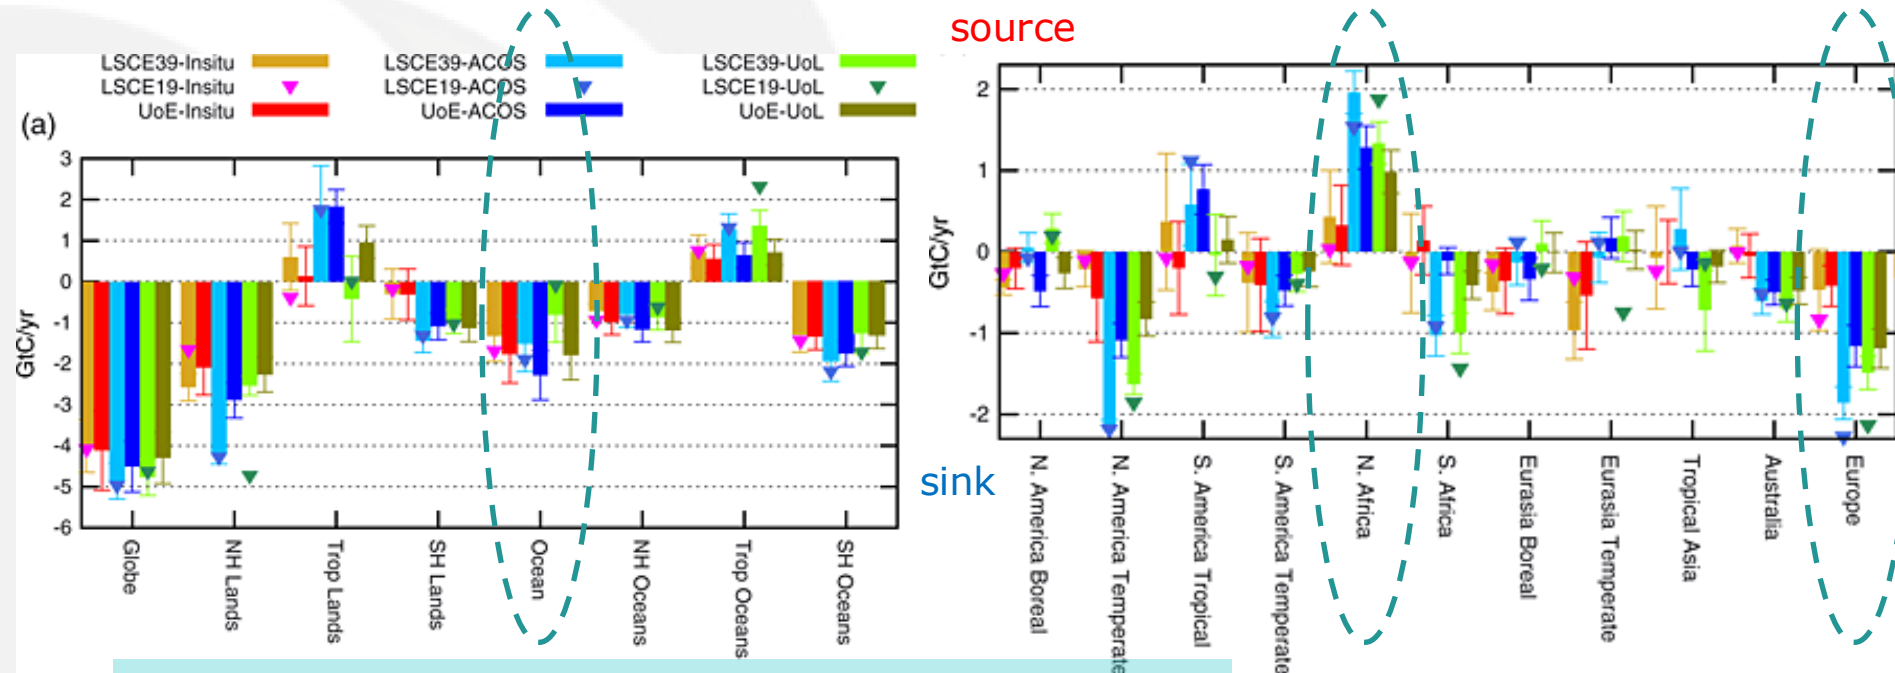 source
LSCE39-Insitu
LSCE39-ACOS
LSCE39-UoL
LSCE19-Insitu
LSCE19-ACOS
LSCE19-UoL
UoE-Insitu
UoE-ACOS
UoE-UoL
(a)
3
2
1
0
-1
-2
-3
-4
-5
-6
GtC/yr
Globe
NH Lands
Trop Lands
SH Lands
Ocean
NH Oceans
Trop Oceans
SH Oceans
2
1
0
-1
-2
GtC/yr
sink
N. America Boreal
N. America Temperate
S. America Tropical
S. America Temperate
N. Africa
S. Africa
Eurasia Boreal
Eurasia Temperate
Tropical Asia
Australia
Europe